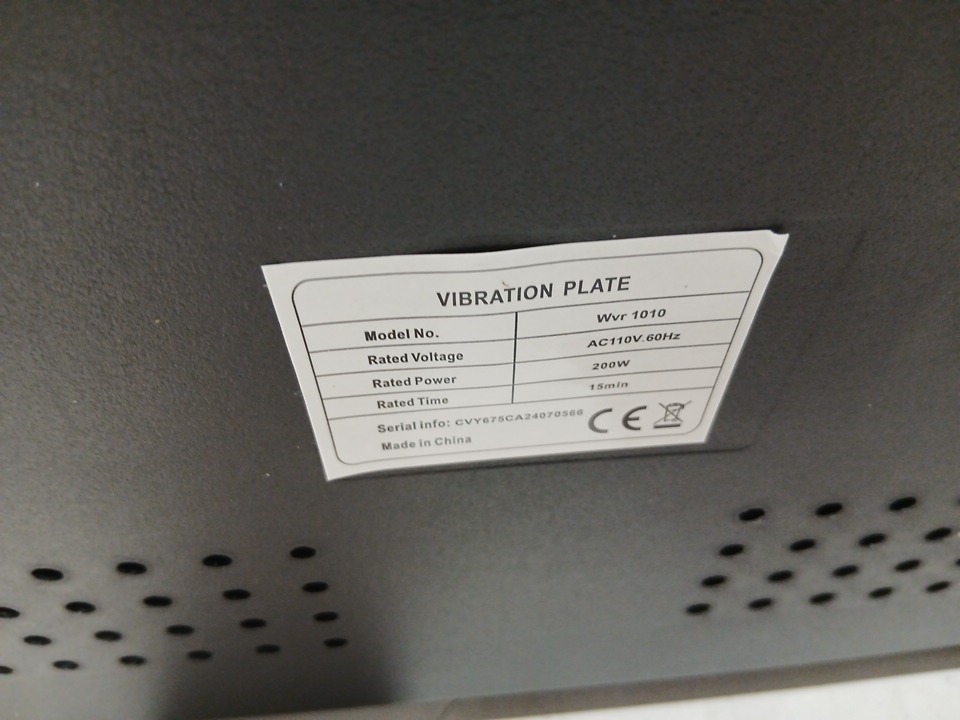 VIBRATION PLATE
Model No. Wvr 1010
Rated Voltage AC110V.60Hz
Rated Power 200W
Rated Time 15min
Serial info: CVY675CA24070566
Made in China
CE